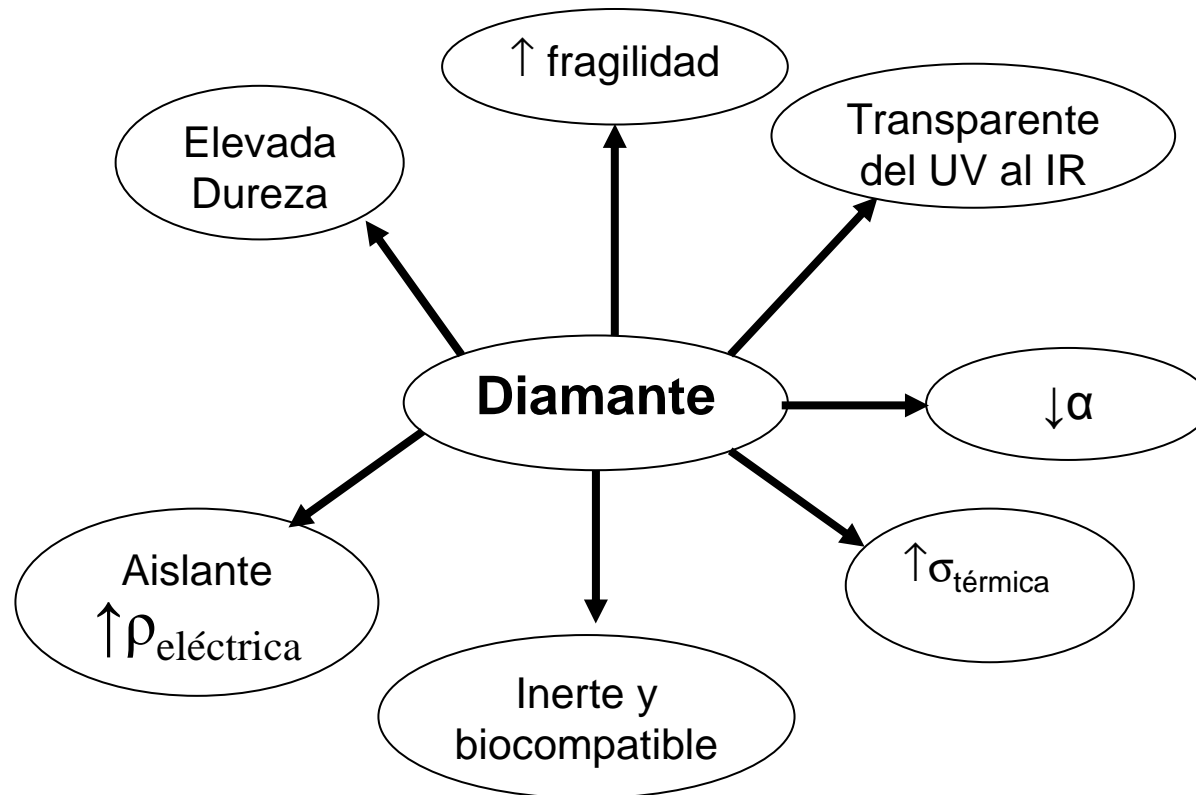 ↑ fragilidad
Elevada
Dureza
Transparente
del UV al IR
Diamante
↓α
Aislante
↑ρeléctrica
↑σtérmica
Inerte y
biocompatible